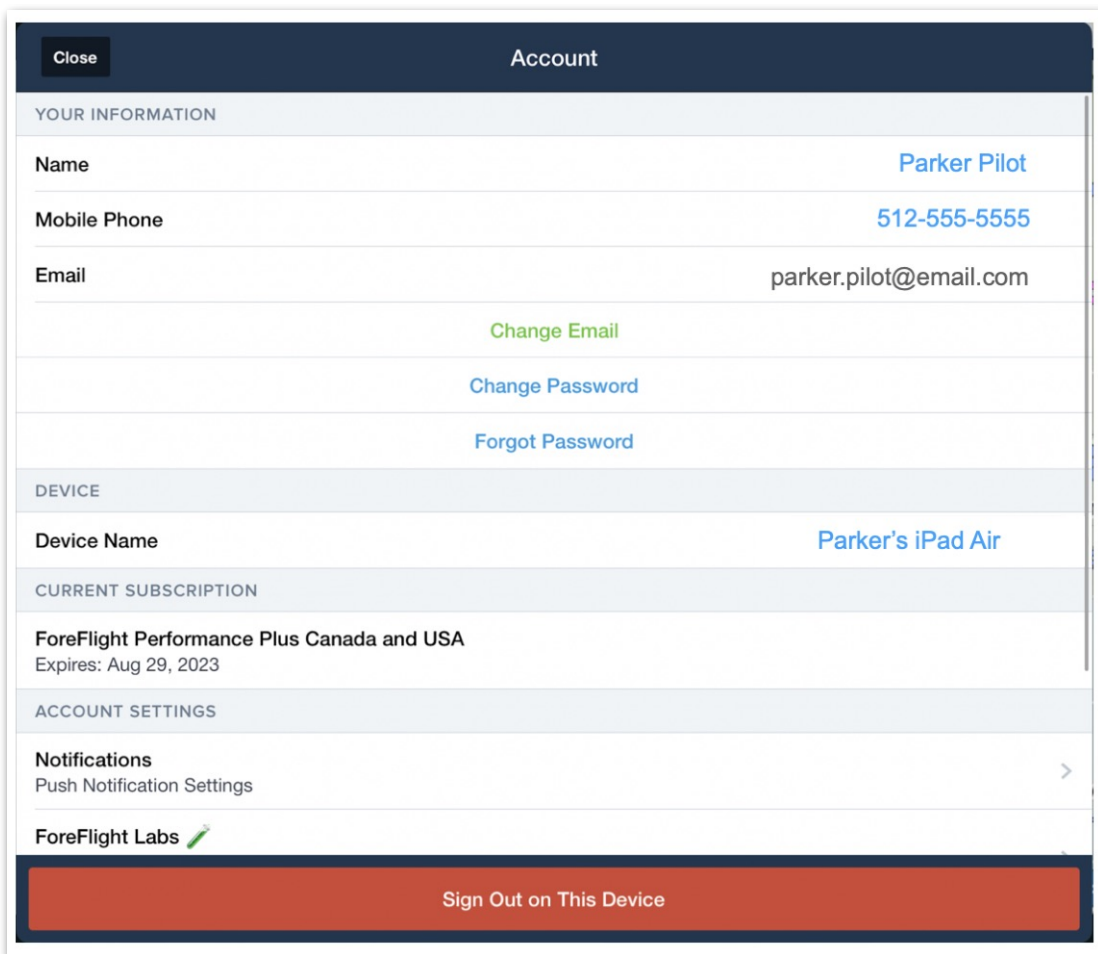 Close
Account
YOUR INFORMATION
Name
Parker Pilot
Mobile Phone
512-555-5555
Email
parker.pilot@email.com
Change Email
Change Password
Forgot Password
DEVICE
Device Name
Parker’s iPad Air
CURRENT SUBSCRIPTION
ForeFlight Performance Plus Canada and USA
Expires: Aug 29, 2023
ACCOUNT SETTINGS
Notifications
Push Notification Settings
ForeFlight Labs
Sign Out on This Device